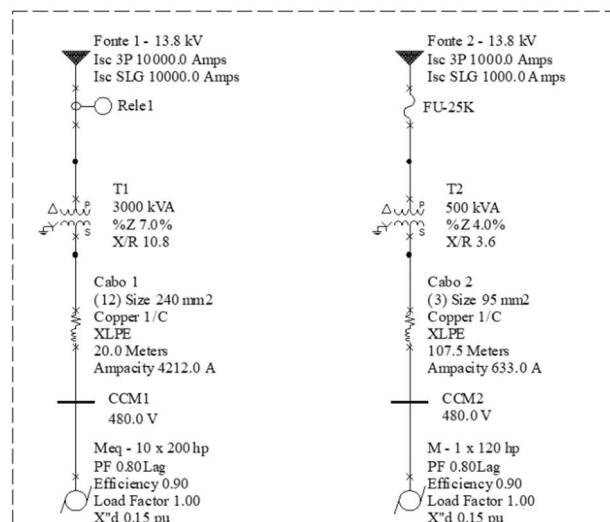 Fonte 1 - 13.8 kV
Isc 3P 10000.0 Amps
Isc SLG 10000.0 Amps
Rele1
P
S
T1
3000 kVA
%Z 7.0%
X/R 10.8
Cabo 1
(12) Size 240 mm2
Copper 1/C
XLPE
20.0 Meters
Ampacity 4212.0 A
CCM1
480.0 V
Meq - 10 x 200 hp
PF 0.80Lag
Efficiency 0.90
Load Factor 1.00
X"d 0.15 pu
Fonte 2 - 13.8 kV
Isc 3P 1000.0 Amps
Isc SLG 1000.0 Amps
FU-25K
P
S
T2
500 kVA
%Z 4.0%
X/R 3.6
Cabo 2
(3) Size 95 mm2
Copper 1/C
XLPE
107.5 Meters
Ampacity 633.0 A
CCM2
480.0 V
M - 1 x 120 hp
PF 0.80Lag
Efficiency 0.90
Load Factor 1.00
X"d 0.15 pu